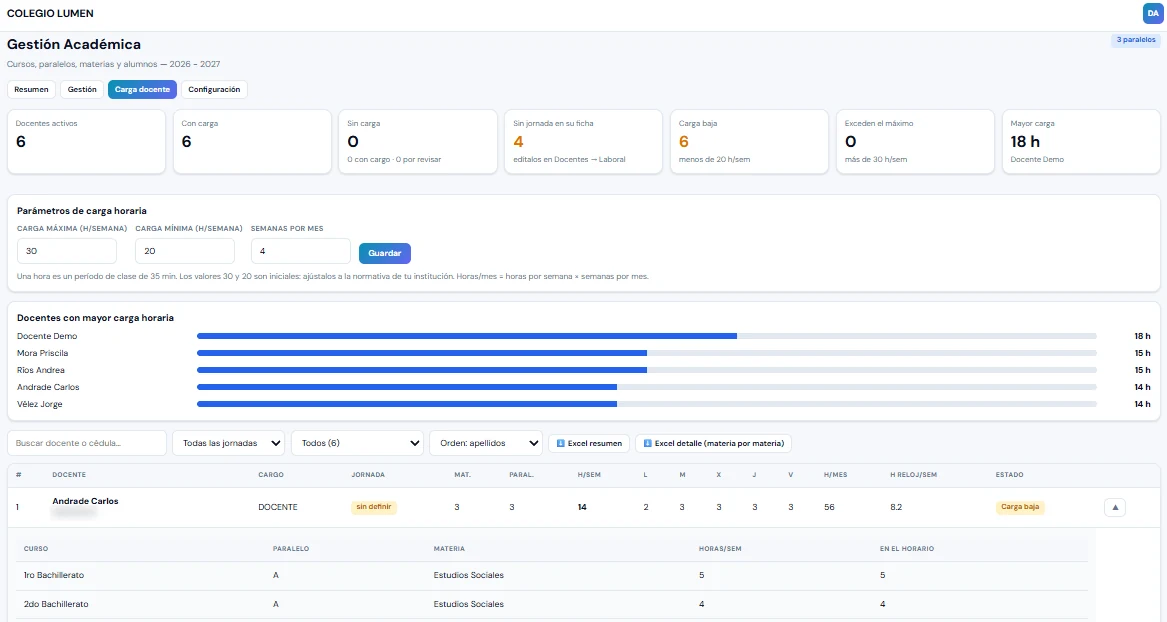 COLEGIO LUMEN
DA
Gestión Académica
3 paralelos
Cursos, paralelos, materias y alumnos — 2026 - 2027
Resumen Gestión Carga docente Configuración
Docentes activos Con carga Sin carga Sin jornada en su ficha Carga baja Exceden el máximo Mayor carga
6 6 0 4 6 0 18 h
0 con cargo · 0 por revisar edítalos en Docentes → Laboral menos de 20 h/sem más de 30 h/sem Docente Demo
Parámetros de carga horaria
CARGA MÁXIMA (H/SEMANA) CARGA MÍNIMA (H/SEMANA) SEMANAS POR MES
30 20 4 Guardar
Una hora es un período de clase de 35 min. Los valores 30 y 20 son iniciales: ajústalos a la normativa de tu institución. Horas/mes = horas por semana × semanas por mes.
Docentes con mayor carga horaria
Docente Demo 18 h
Mora Priscila 15 h
Ríos Andrea 15 h
Andrade Carlos 14 h
Vélez Jorge 14 h
Buscar docente o cédula... Todas las jornadas Todos (6) Orden: apellidos Excel resumen Excel detalle (materia por materia)
# DOCENTE CARGO JORNADA MAT. PARAL. H/SEM L M X J V H/MES H RELOJ/SEM ESTADO
1 Andrade Carlos DOCENTE sin definir 3 3 14 2 3 3 3 3 56 8.2 Carga baja ▲
CURSO PARALELO MATERIA HORAS/SEM EN EL HORARIO
1ro Bachillerato A Estudios Sociales 5 5
2do Bachillerato A Estudios Sociales 4 4